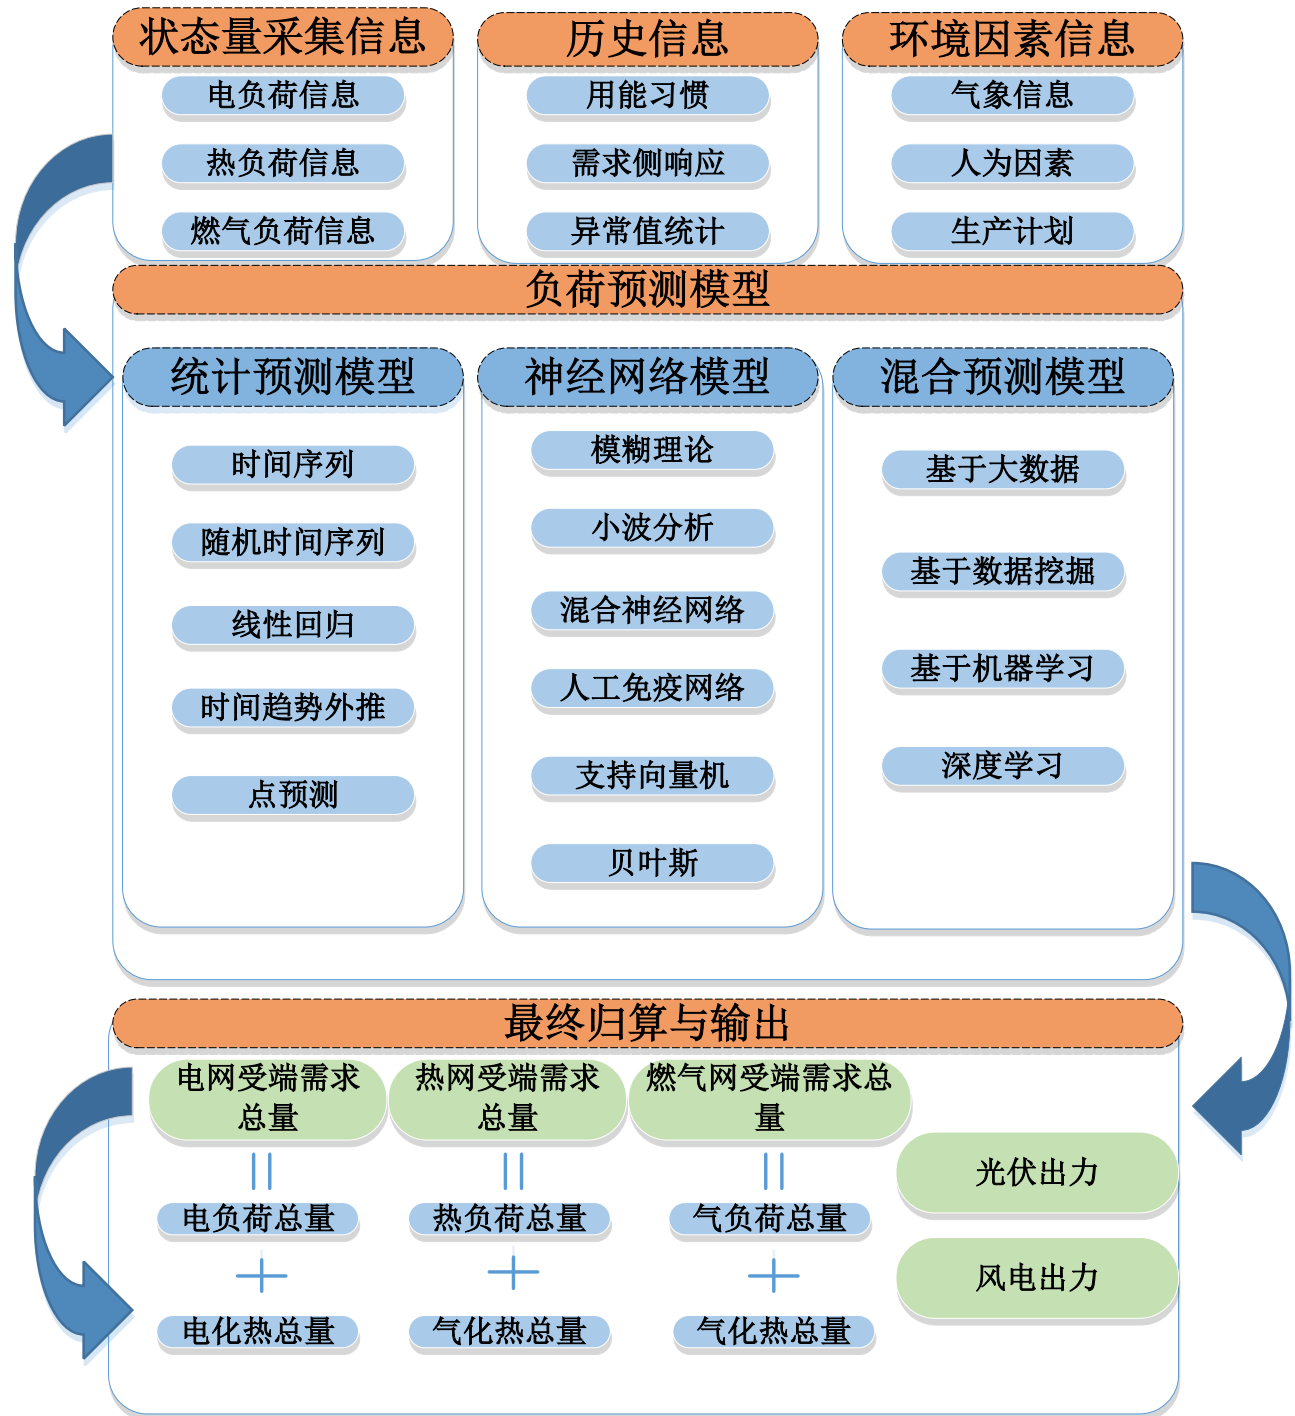 状态量采集信息
电负荷信息
热负荷信息
燃气负荷信息
历史信息
用能习惯
需求侧响应
异常值统计
环境因素信息
气象信息
人为因素
生产计划
负荷预测模型
统计预测模型
时间序列
随机时间序列
线性回归
时间趋势外推
点预测
神经网络模型
模糊理论
小波分析
混合神经网络
人工免疫网络
支持向量机
贝叶斯
混合预测模型
基于大数据
基于数据挖掘
基于机器学习
深度学习
最终归算与输出
电网受端需求
总量
电负荷总量
电化热总量
热网受端需求
总量
热负荷总量
气化热总量
燃气网受端需求总
量
气负荷总量
气化热总量
光伏出力
风电出力